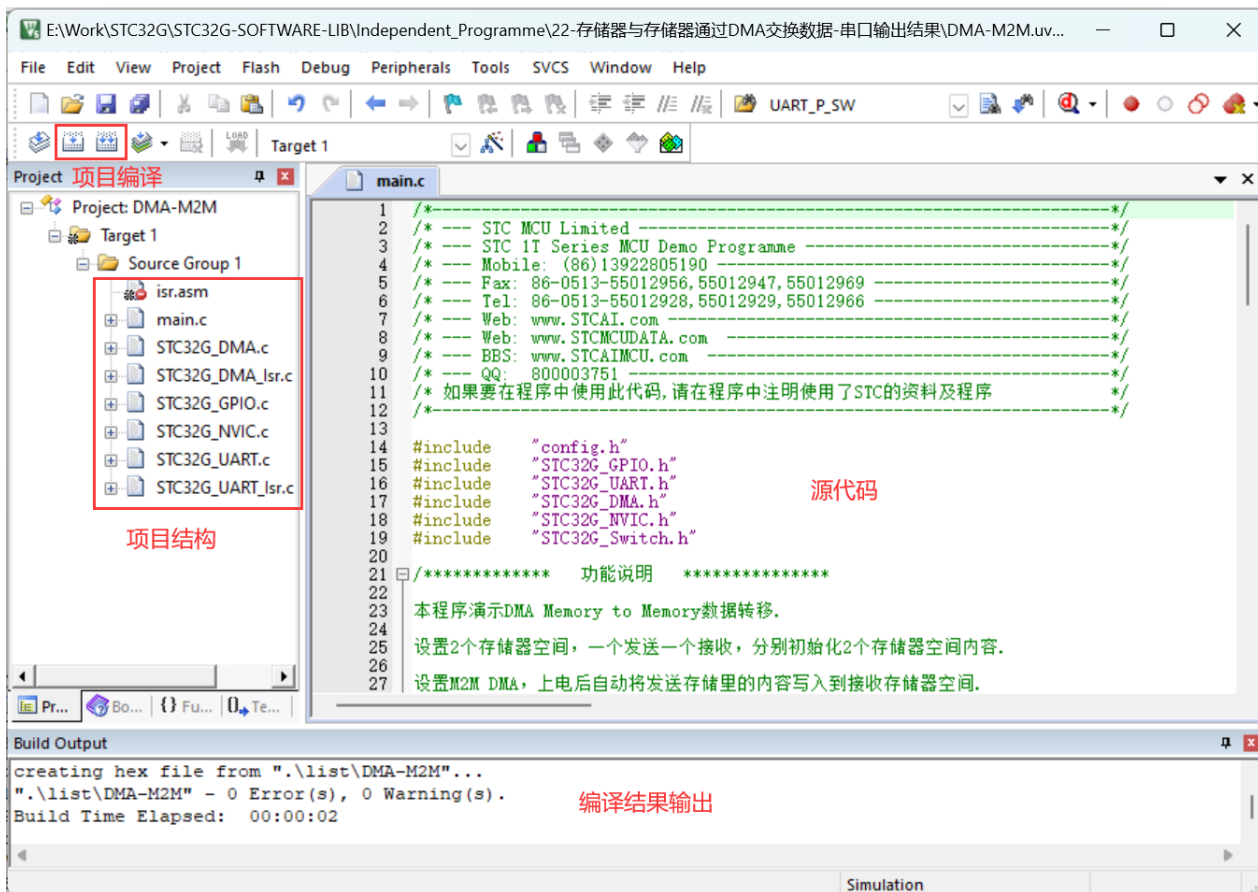 E:\Work\STC32G\STC32G-SOFTWARE-LIB\Independent_Programme\22-存储器与存储器通过DMA交换数据-串口输出结果\DMA-M2M.uv...
File Edit View Project Flash Debug Peripherals Tools SVCS Window Help
UART_P_SW
LOAD Target 1
Project 项目编译
main.c
Project: DMA-M2M
Target 1
Source Group 1
isr.asm
main.c
STC32G_DMA.c
STC32G_DMA_Isr.c
STC32G_GPIO.c
STC32G_NVIC.c
STC32G_UART.c
STC32G_UART_Isr.c
项目结构
Pr... Bo... {} Fu... Te...
1 /*---------------------------------------------------------------------*/
2 /* --- STC MCU Limited ------------------------------------------------*/
3 /* --- STC 1T Series MCU Demo Programme -------------------------------*/
4 /* --- Mobile: (86)13922805190 ----------------------------------------*/
5 /* --- Fax: 86-0513-55012956,55012947,55012969 ------------------------*/
6 /* --- Tel: 86-0513-55012928,55012929,55012966 ------------------------*/
7 /* --- Web: www.STCAI.com ---------------------------------------------*/
8 /* --- Web: www.STCMCUDATA.com ---------------------------------------*/
9 /* --- BBS: www.STCAIMCU.com -----------------------------------------*/
10 /* --- QQ: 800003751 -------------------------------------------------*/
11 /* 如果要在程序中使用此代码,请在程序中注明使用了STC的资料及程序 */
12 /*---------------------------------------------------------------------*/
13
14 #include "config.h"
15 #include "STC32G_GPIO.h"
16 #include "STC32G_UART.h"
17 #include "STC32G_DMA.h"
18 #include "STC32G_NVIC.h"
19 #include "STC32G_Switch.h"
源代码
20
21 /************* 功能说明 ***************
22
23 本程序演示DMA Memory to Memory数据转移.
24
25 设置2个存储器空间，一个发送一个接收，分别初始化2个存储器空间内容.
26
27 设置M2M DMA，上电后自动将发送存储里的内容写入到接收存储器空间.
Build Output
creating hex file from ".\list\DMA-M2M"...
".\list\DMA-M2M" - 0 Error(s), 0 Warning(s).
Build Time Elapsed: 00:00:02
编译结果输出
Simulation